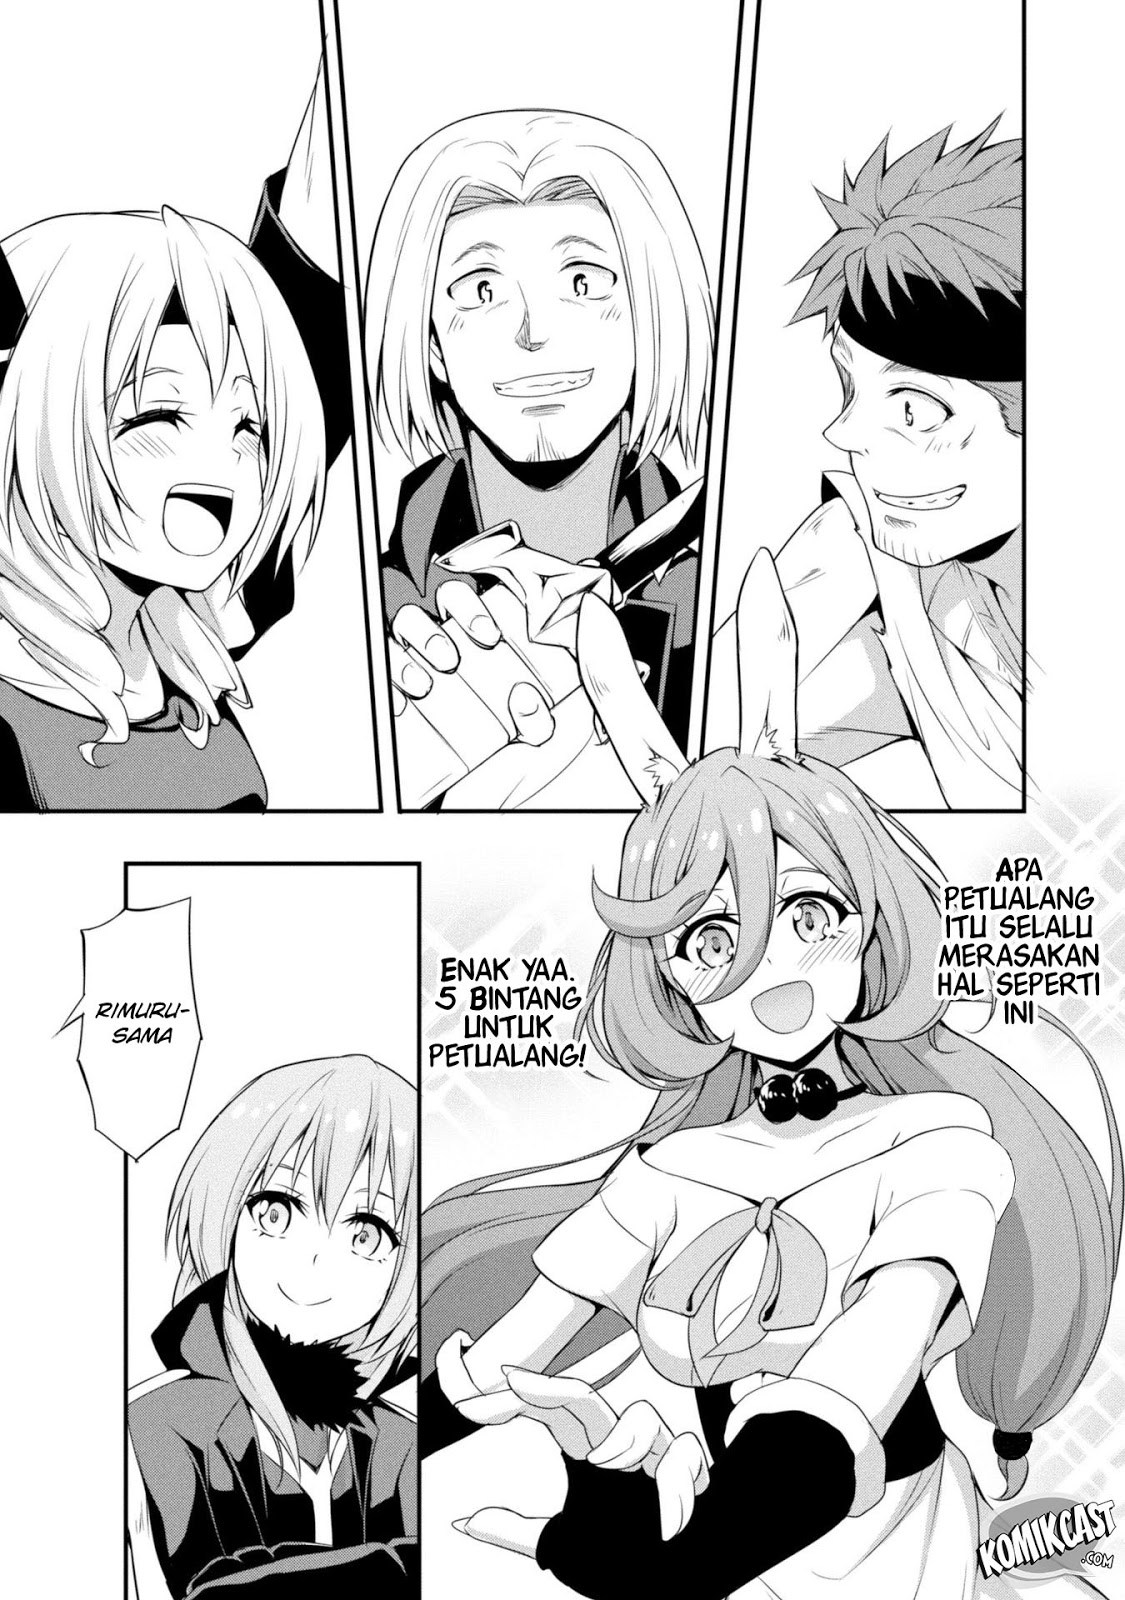 APA
PETUALANG
ITU SELALU
MERASAKAN
HAL SEPERTI
INI
ENAK YAA.
5 BINTANG
UNTUK
PETUALANG!
RIMURU-
SAMA
KOMIKCAST
.COM